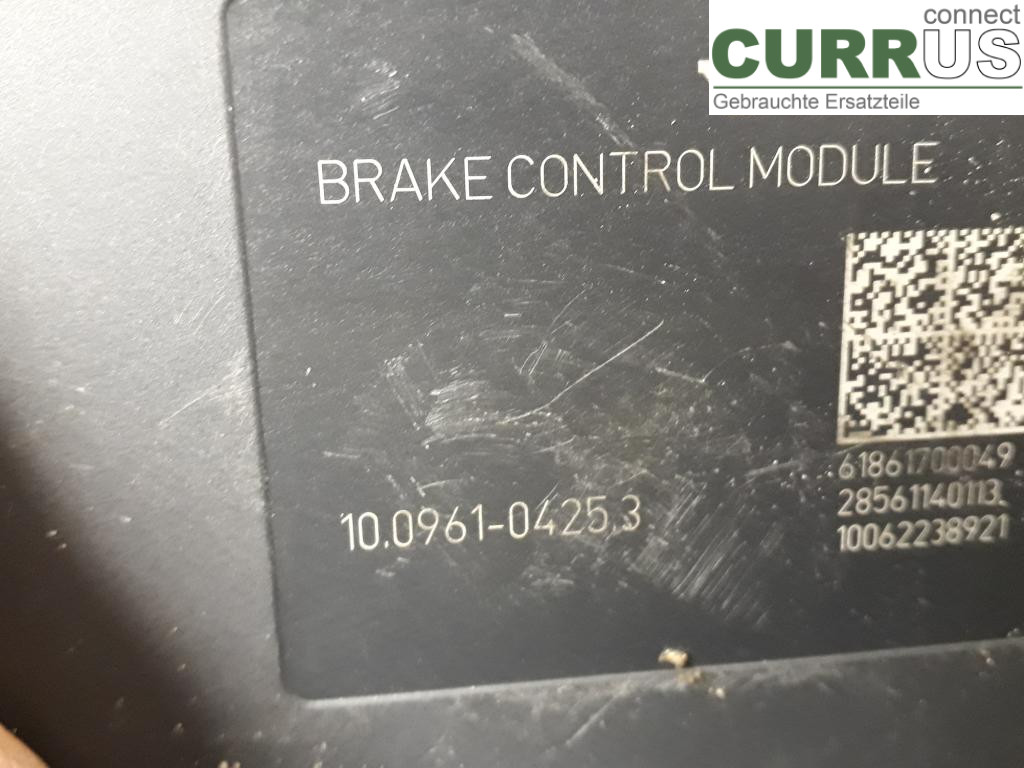 connect
CURRUS
Gebrauchte Ersatzteile
BRAKE CONTROL MODULE
61861700049
28561140113
10.0961-0425.3
10062238921